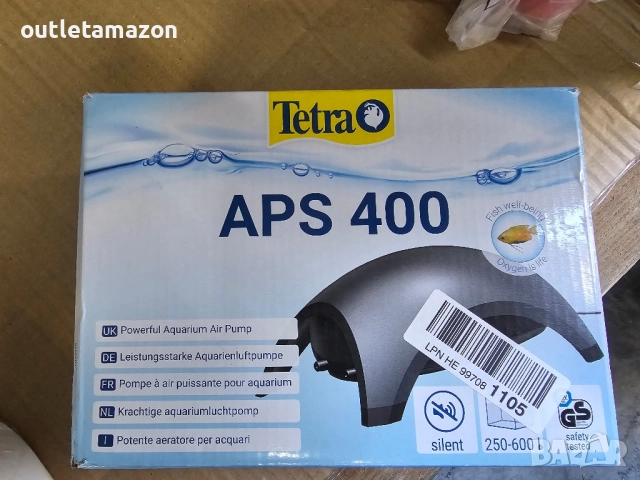 outletamazon
Tetra
APS 400
Fish well-being
Oxygen is life
UK Powerful Aquarium Air Pump
DE Leistungsstarke Aquarienluftpumpe
FR Pompe à air puissante pour aquarium
NL Krachtige aquariumluchtpomp
I Potente aeratore per acquari
LPN HE 99708 1105
silent
250-600 l
GS
safety
tested
BAZAR